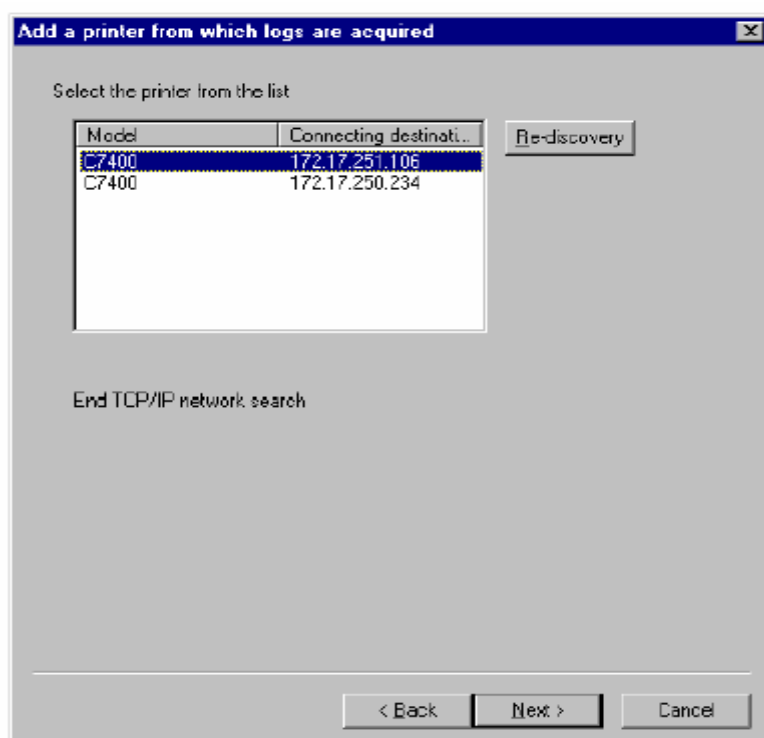 Add a printer from which logs are acquired
Select the printer from the list
Model Connecting destinati...
Re-discovery
C7400 172.17.251.106
C7400 172.17.250.234
End TCP/IP network search
< Back Next > Cancel